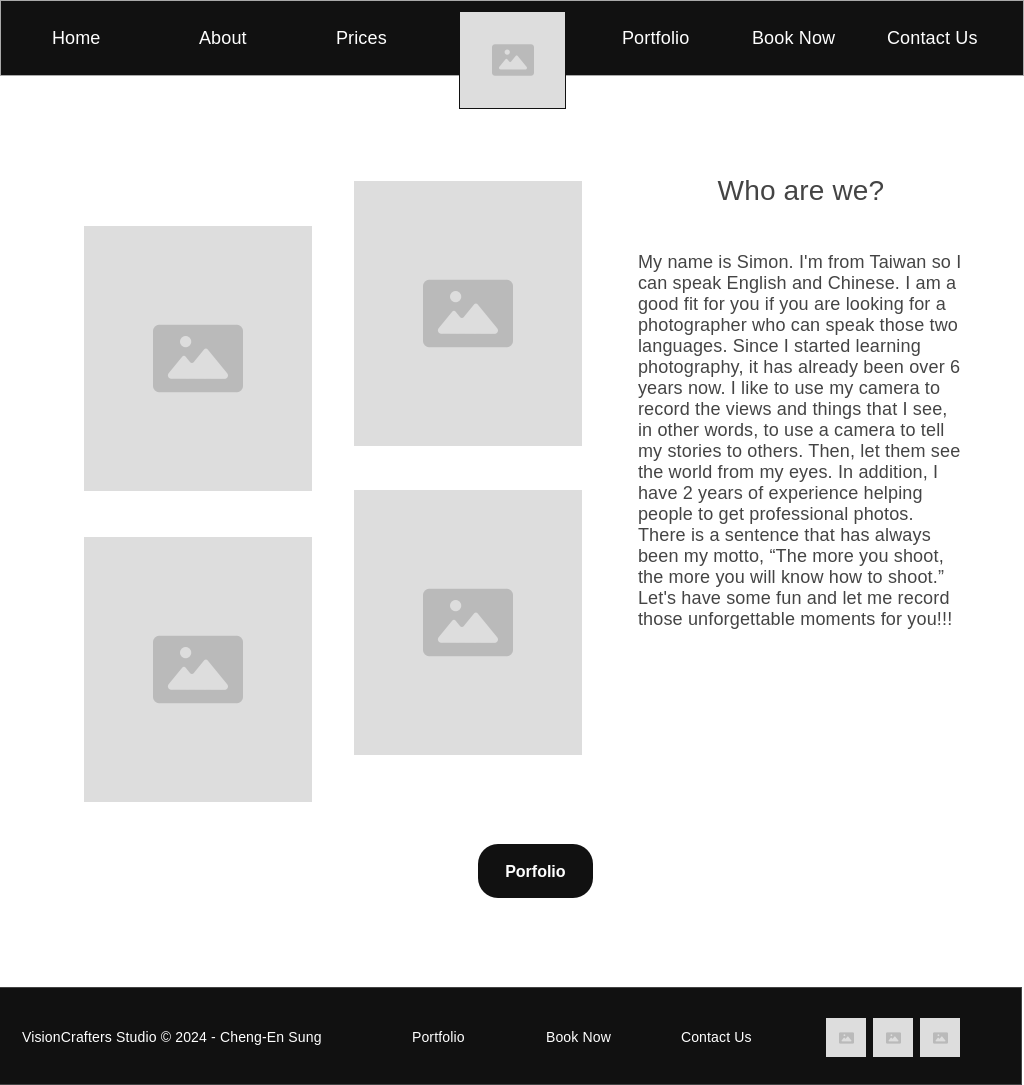 Home
About
Prices
Portfolio
Book Now
Contact Us
Who are we?
My name is Simon. I'm from Taiwan so I
can speak English and Chinese. I am a
good fit for you if you are looking for a
photographer who can speak those two
languages. Since I started learning
photography, it has already been over 6
years now. I like to use my camera to
record the views and things that I see,
in other words, to use a camera to tell
my stories to others. Then, let them see
the world from my eyes. In addition, I
have 2 years of experience helping
people to get professional photos.
There is a sentence that has always
been my motto, “The more you shoot,
the more you will know how to shoot.”
Let's have some fun and let me record
those unforgettable moments for you!!!
Porfolio
VisionCrafters Studio © 2024 - Cheng-En Sung
Portfolio
Book Now
Contact Us